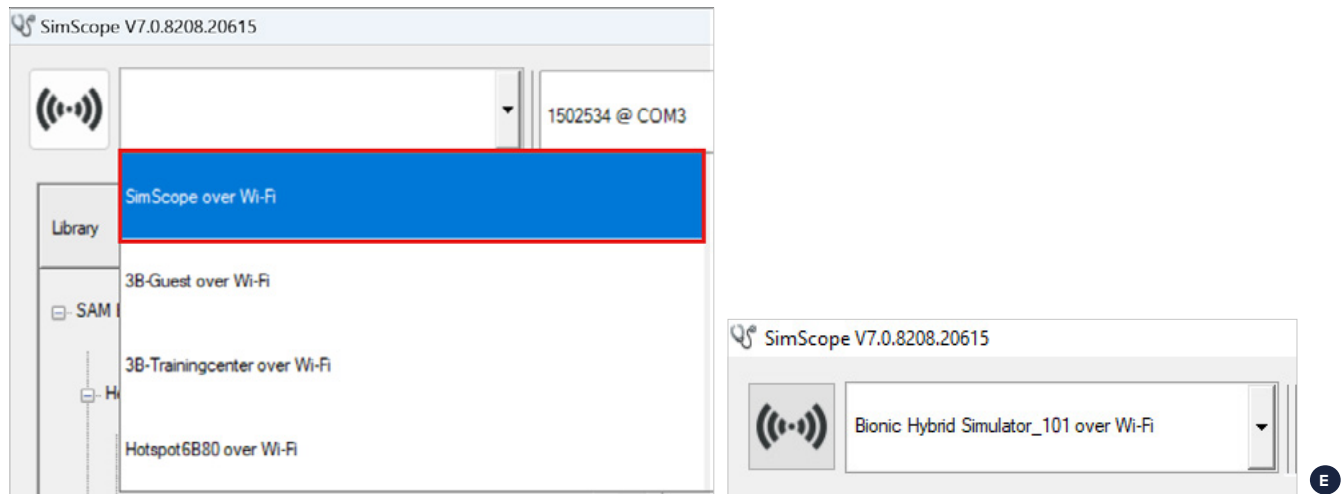 SimScope V7.0.8208.20615
1502534 @ COM3
SimScope over Wi-Fi
Library
3B-Guest over Wi-Fi
SAM
3B-Trainingcenter over Wi-Fi
Hotspot6B80 over Wi-Fi
SimScope V7.0.8208.20615
Bionic Hybrid Simulator_101 over Wi-Fi
E